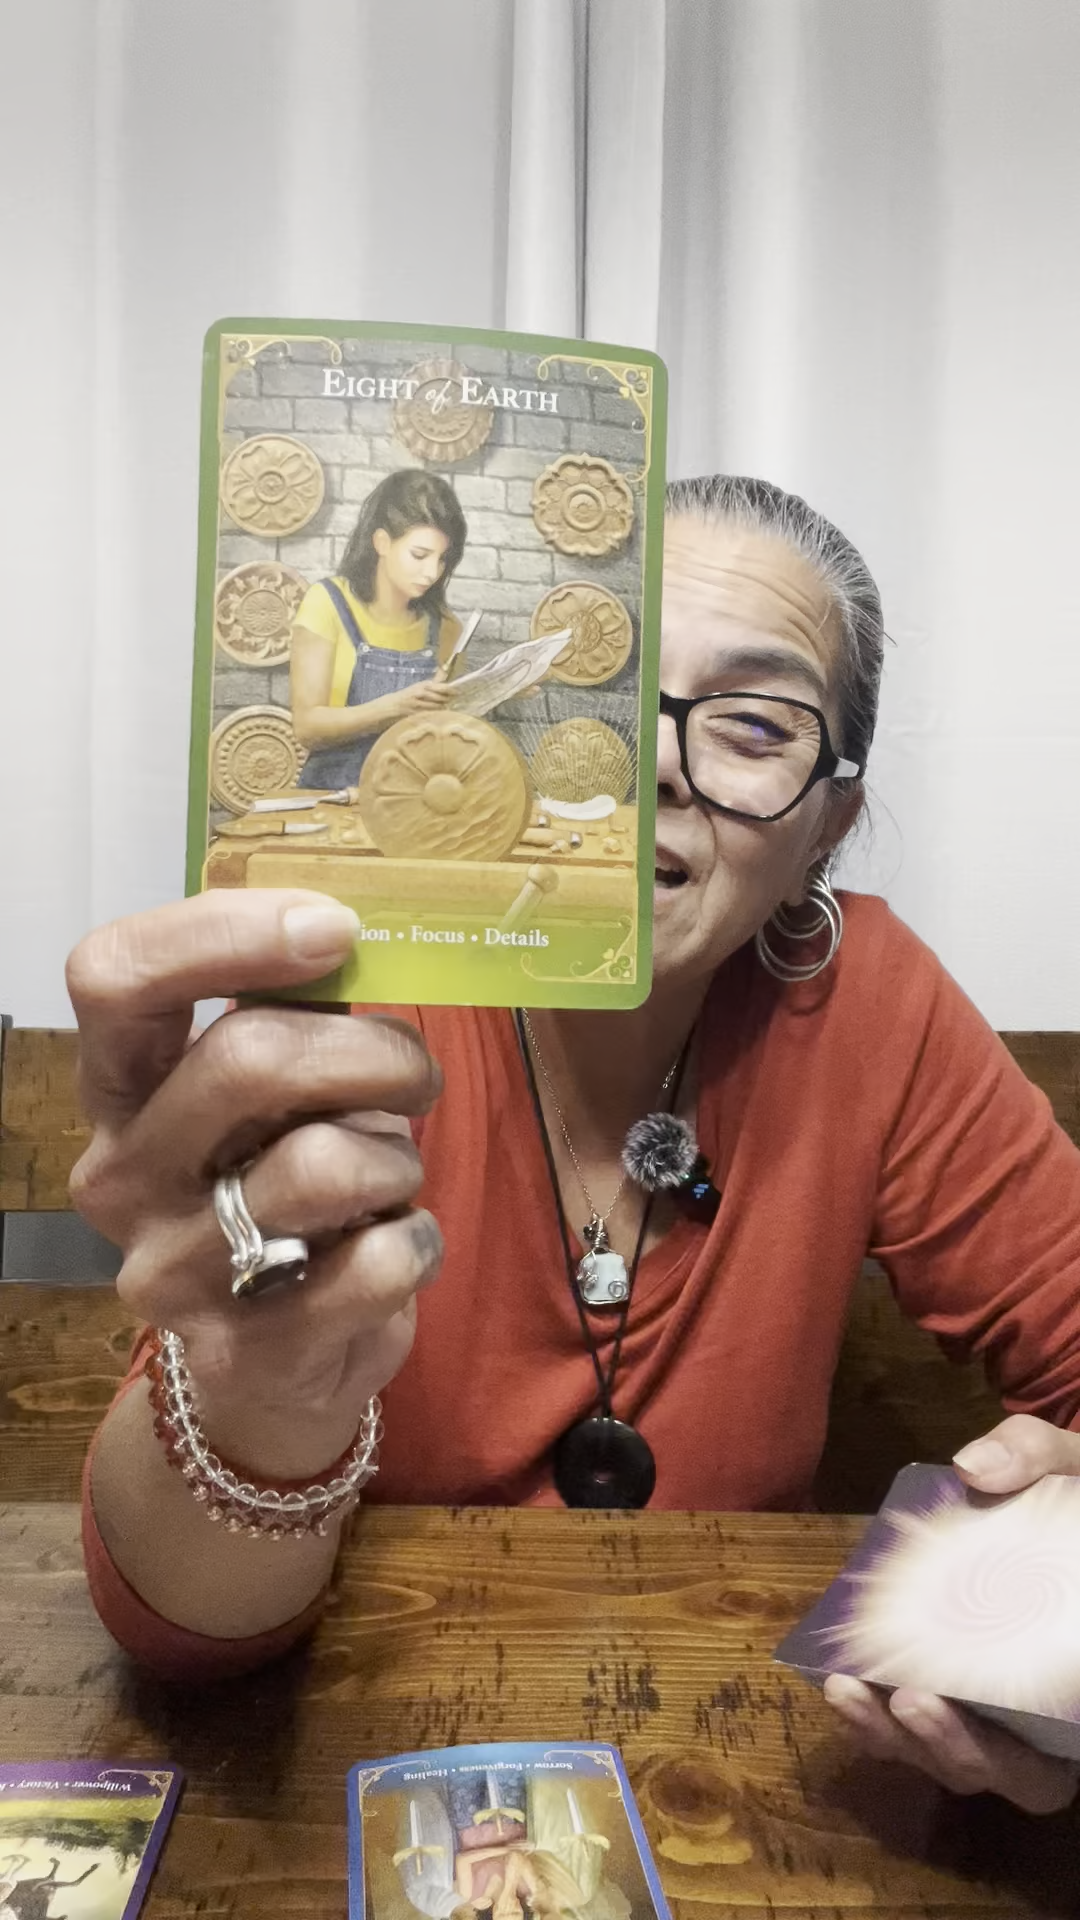 EIGHT of EARTH
• Focus • Details
Willpower • Victory •
Sorrow • Forgiveness • Healing